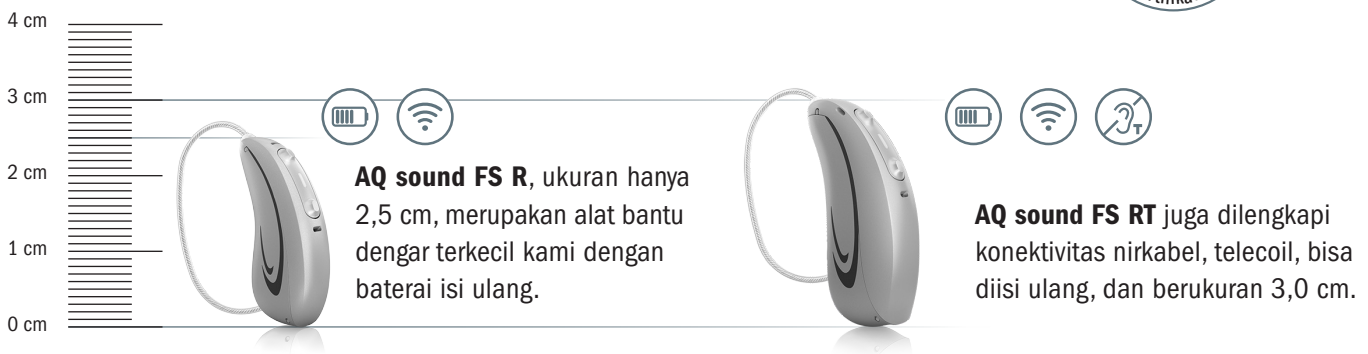 4 cm
3 cm
2 cm
1 cm
0 cm
AQ sound FS R, ukuran hanya
2,5 cm, merupakan alat bantu
dengar terkecil kami dengan
baterai isi ulang.
T
AQ sound FS RT juga dilengkapi
konektivitas nirkabel, telecoil, bisa
diisi ulang, dan berukuran 3,0 cm.